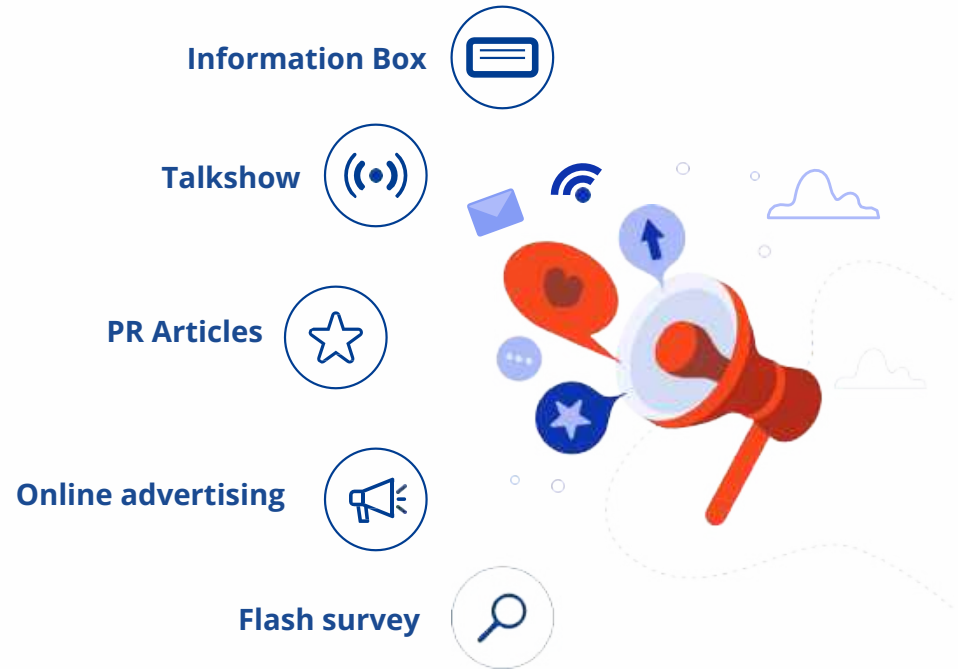 Information Box
Talkshow
PR Articles
Online advertising
Flash survey